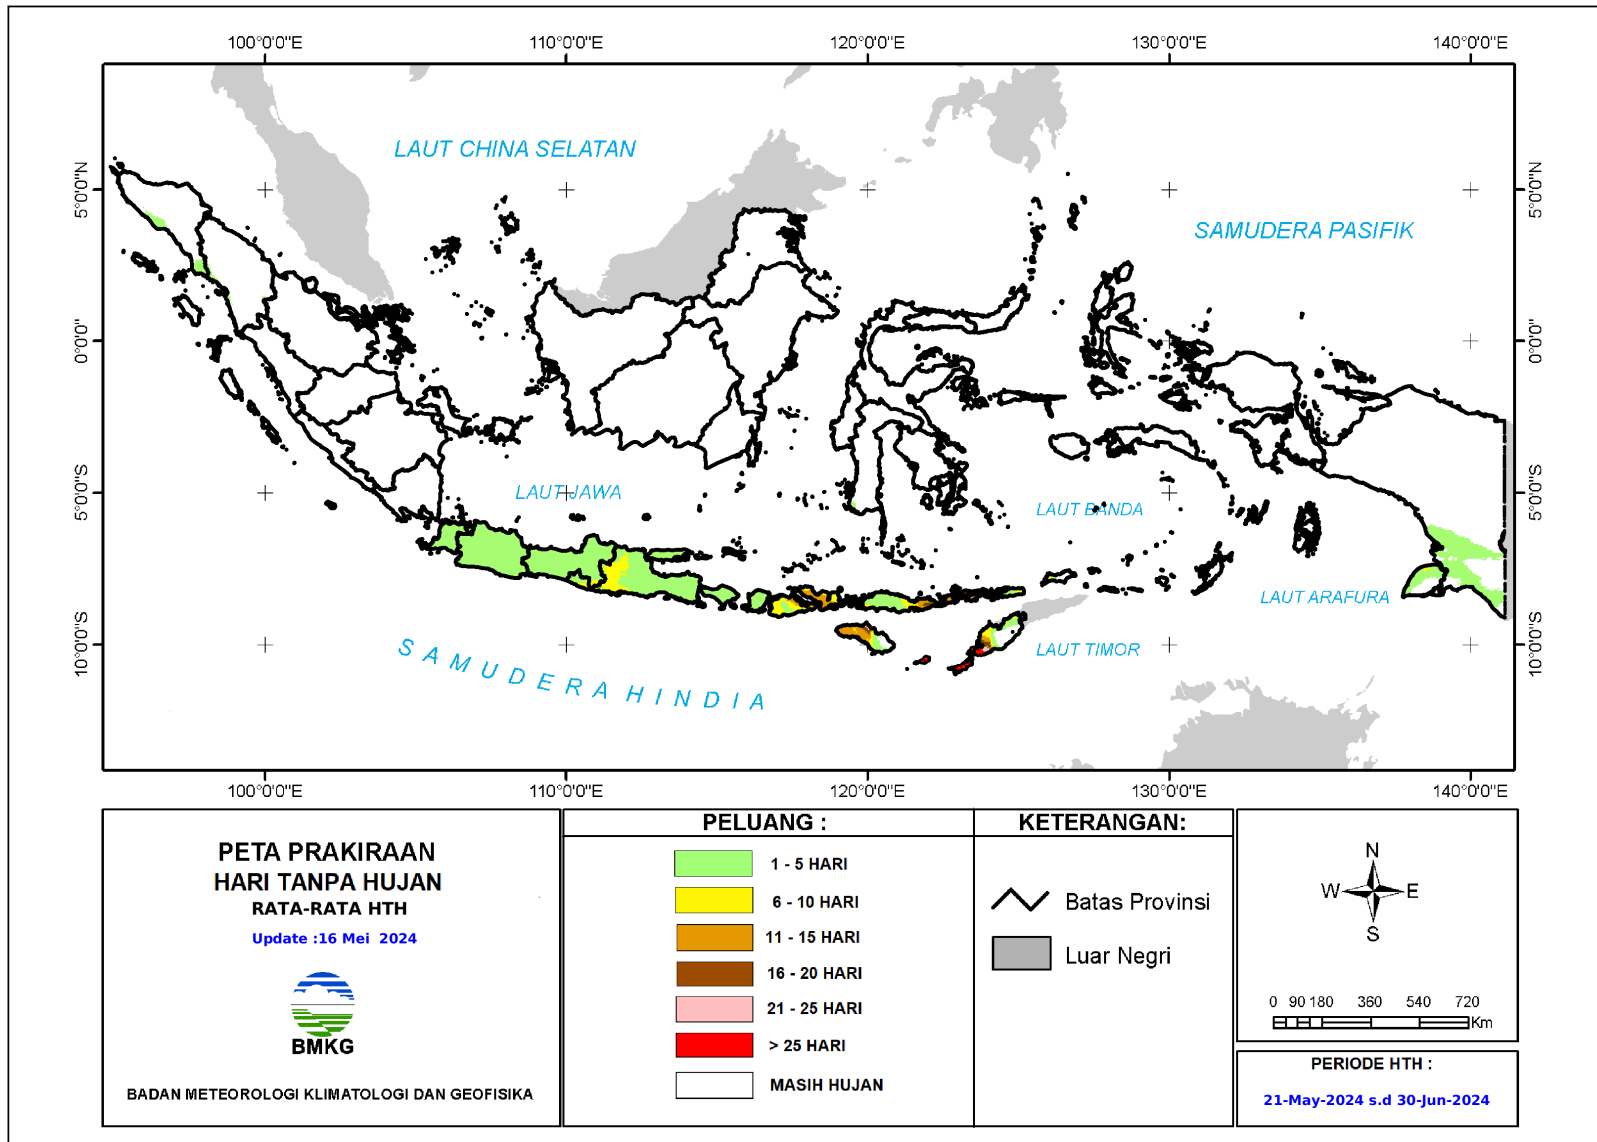 100°0'0"E 110°0'0"E 120°0'0"E 130°0'0"E 140°0'0"E
5°0'0"N
0°0'0"
5°0'0"S
10°0'0"S
LAUT CHINA SELATAN
SAMUDERA PASIFIK
LAUT JAWA
LAUT BANDA
LAUT ARAFURA
LAUT TIMOR
SAMUDERA HINDIA
5°0'0"N
0°0'0"
5°0'0"S
10°0'0"S
100°0'0"E 110°0'0"E 120°0'0"E 130°0'0"E 140°0'0"E
PETA PRAKIRAAN
HARI TANPA HUJAN
RATA-RATA HTH
Update :16 Mei 2024
BMKG
BADAN METEOROLOGI KLIMATOLOGI DAN GEOFISIKA
PELUANG :
1 - 5 HARI
6 - 10 HARI
11 - 15 HARI
16 - 20 HARI
21 - 25 HARI
> 25 HARI
MASIH HUJAN
KETERANGAN:
Batas Provinsi
Luar Negri
N
W E
S
0 90 180 360 540 720
Km
PERIODE HTH :
21-May-2024 s.d 30-Jun-2024